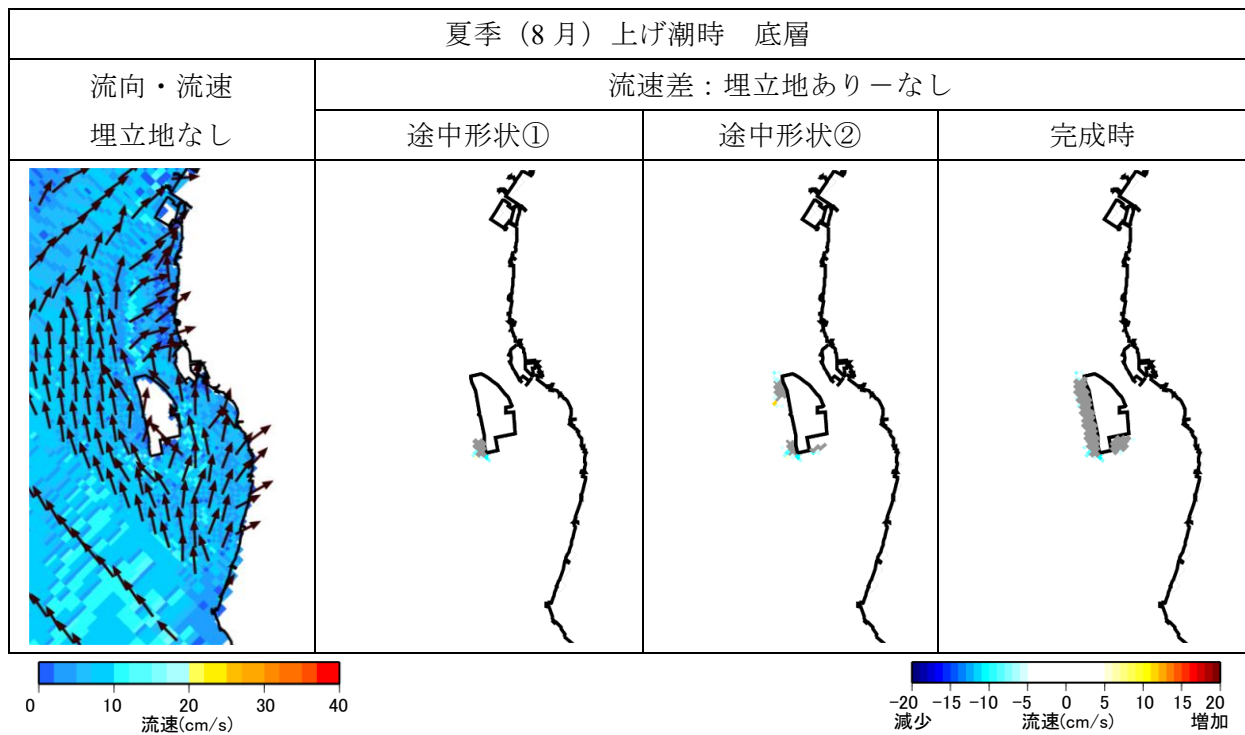 夏季（8 月）上げ潮時　底層
流向・流速
埋立地なし
流速差：埋立地あり－なし
途中形状①
途中形状②
完成時
0 10 20 30 40
流速(cm/s)
-20 -15 -10 -5 0 5 10 15 20
減少 流速(cm/s) 増加